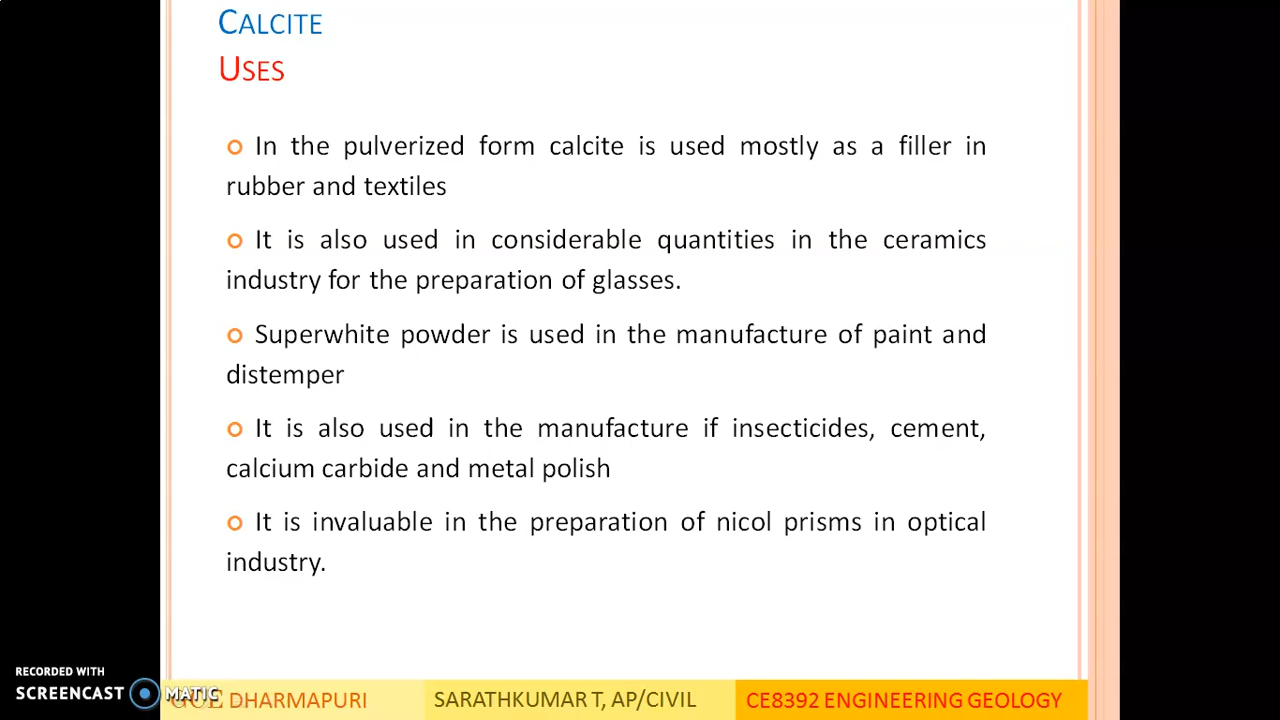 CALCITE
USES
In the pulverized form calcite is used mostly as a filler in
rubber and textiles
It is also used in considerable quantities in the ceramics
industry for the preparation of glasses.
Superwhite powder is used in the manufacture of paint and
distemper
It is also used in the manufacture if insecticides, cement,
calcium carbide and metal polish
It is invaluable in the preparation of nicol prisms in optical
industry.
RECORDED WITH
SCREENCAST MATIC
DHARMAPURI
SARATHKUMAR T, AP/CIVIL
CE8392 ENGINEERING GEOLOGY